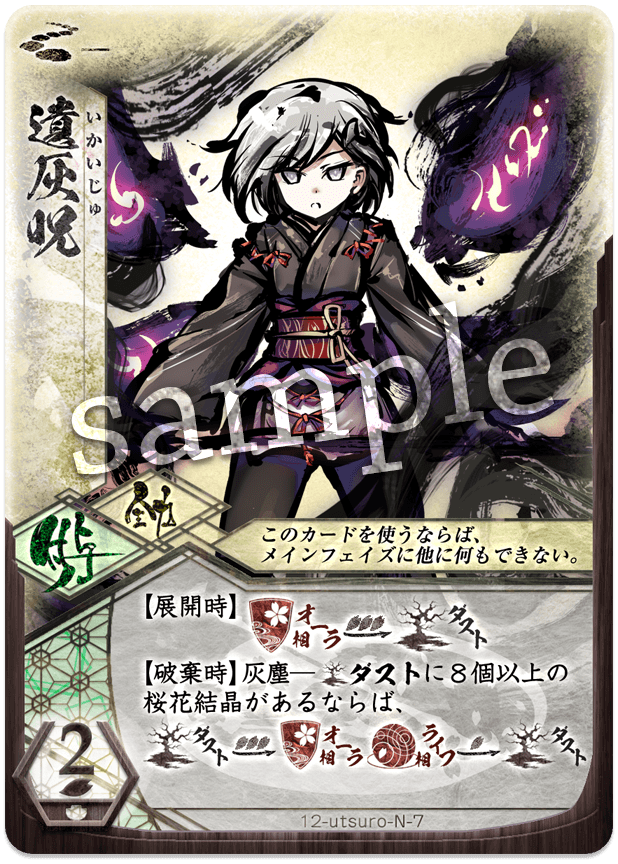 遺灰呪
いかいじゅ
sample
付与
全力
このカードを使うならば、
メインフェイズに他に何もできない。
【展開時】相オーラ ダスト
【破棄時】灰塵─ダストに8個以上の
桜花結晶があるならば、
ダスト 相オーラ 相ライフ ダスト
2
12-utsuro-N-7